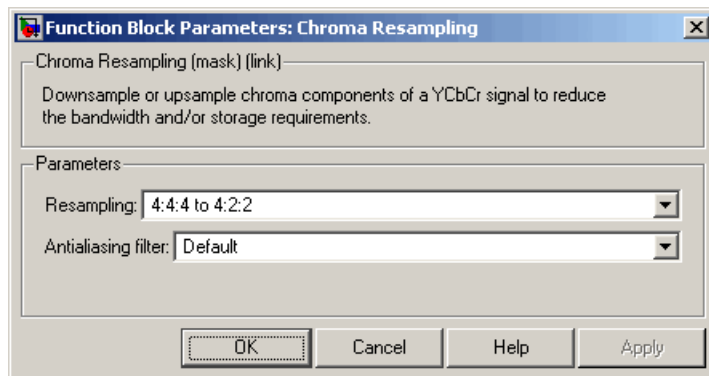 Function Block Parameters: Chroma Resampling
Chroma Resampling (mask) (link)
Downsample or upsample chroma components of a YCbCr signal to reduce
the bandwidth and/or storage requirements.
Parameters
Resampling: 4:4:4 to 4:2:2
Antialiasing filter: Default
OK Cancel Help Apply